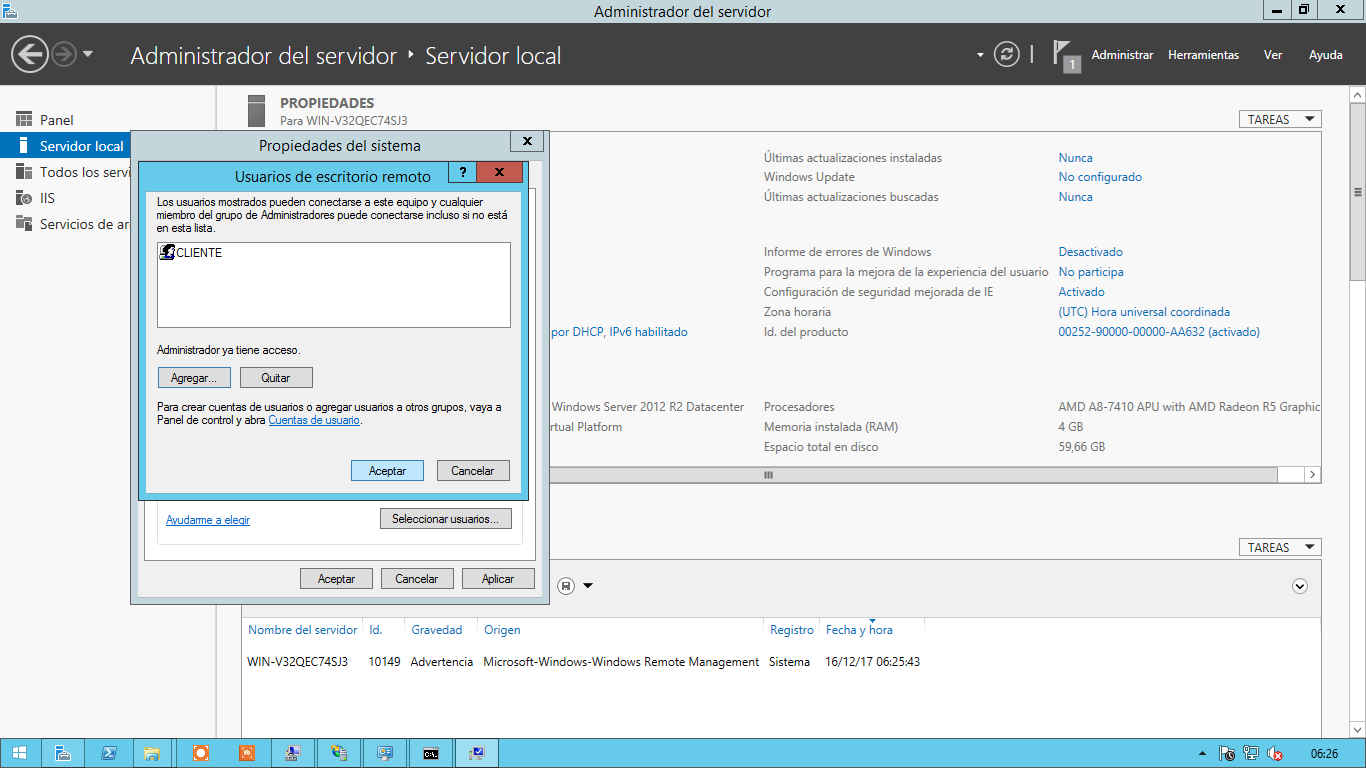 Administrador del servidor
Administrador del servidor
Servidor local
1
Administrar
Herramientas
Ver
Ayuda
Panel
Servidor local
Todos los servi
IIS
Servicios de ar
PROPIEDADES
Para WIN-V32QEC74SJ3
TAREAS
Propiedades del sistema
Usuarios de escritorio remoto
?
Los usuarios mostrados pueden conectarse a este equipo y cualquier
miembro del grupo de Administradores puede conectarse incluso si no está
en esta lista.
CLIENTE
Administrador ya tiene acceso.
Agregar...
Quitar
Para crear cuentas de usuarios o agregar usuarios a otros grupos, vaya a
Panel de control y abra Cuentas de usuario.
Aceptar
Cancelar
Ayudarme a elegir
Seleccionar usuarios...
Aceptar
Cancelar
Aplicar
Últimas actualizaciones instaladas Nunca
Windows Update No configurado
Últimas actualizaciones buscadas Nunca
Informe de errores de Windows Desactivado
Programa para la mejora de la experiencia del usuario No participa
Configuración de seguridad mejorada de IE Activado
Zona horaria (UTC) Hora universal coordinada
por DHCP, IPv6 habilitado Id. del producto 00252-90000-00000-AA632 (activado)
Windows Server 2012 R2 Datacenter Procesadores AMD A8-7410 APU with AMD Radeon R5 Graphic
rtual Platform Memoria instalada (RAM) 4 GB
Espacio total en disco 59,66 GB
TAREAS
Nombre del servidor Id. Gravedad Origen Registro Fecha y hora
WIN-V32QEC74SJ3 10149 Advertencia Microsoft-Windows-Windows Remote Management Sistema 16/12/17 06:25:43
06:26